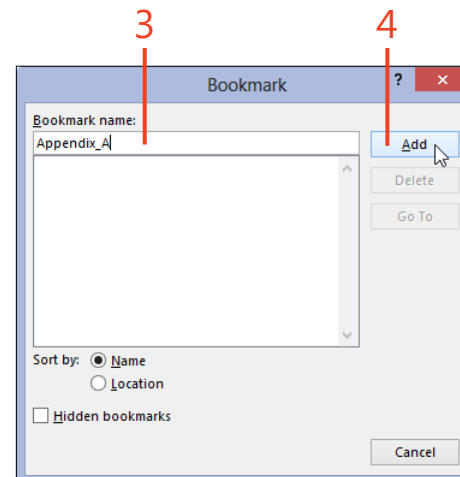 3 4
Bookmark ? ×
Bookmark name:
Appendix_A
Add
Delete
Go To
Sort by: Name
Location
Hidden bookmarks
Cancel